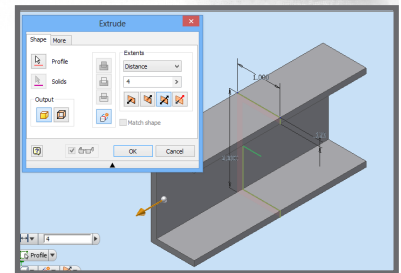 Extrude
Shape More
Extents
Profile
Distance
Solids
4
Output
Match shape
OK Cancel
1.000
4
Profile